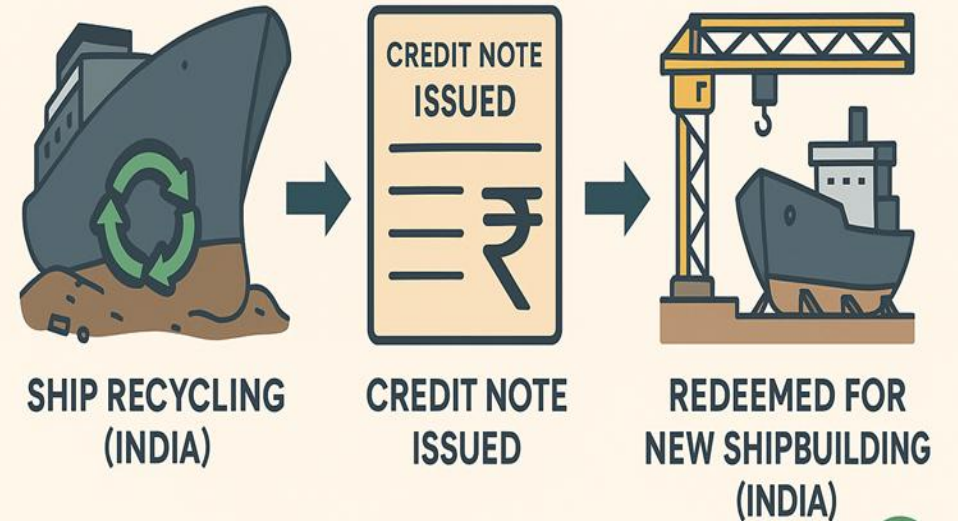 CREDIT NOTE
ISSUED
₹
SHIP RECYCLING
(INDIA)
CREDIT NOTE
ISSUED
REDEEMED FOR
NEW SHIPBUILDING
(INDIA)